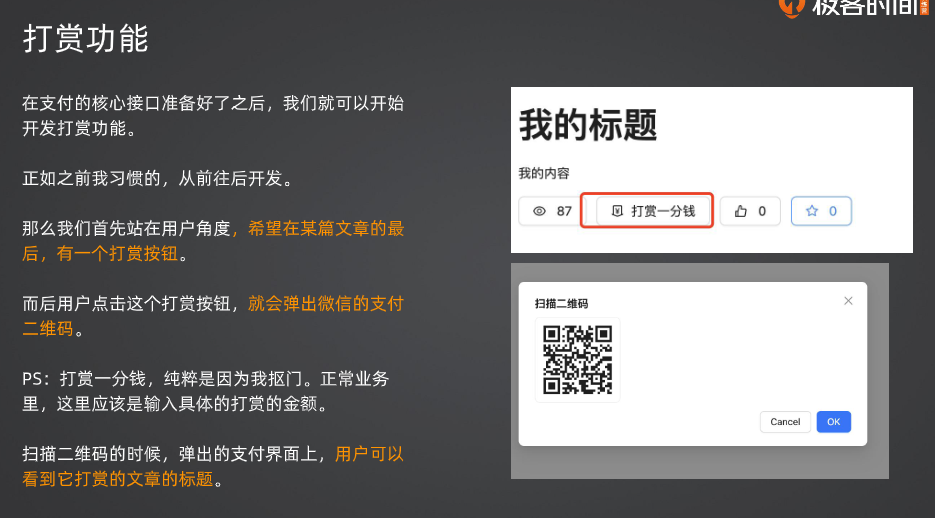 极客时间
打赏功能
在支付的核心接口准备好了之后，我们就可以开始
开发打赏功能。
正如之前我习惯的，从前往后开发。
那么我们首先站在用户角度，希望在某篇文章的最
后，有一个打赏按钮。
而后用户点击这个打赏按钮，就会弹出微信的支付
二维码。
PS：打赏一分钱，纯粹是因为我抠门。正常业务
里，这里应该是输入具体的打赏的金额。
扫描二维码的时候，弹出的支付界面上，用户可以
看到它打赏的文章的标题。
我的标题
我的内容
87 打赏一分钱 0 0
扫描二维码
Cancel OK